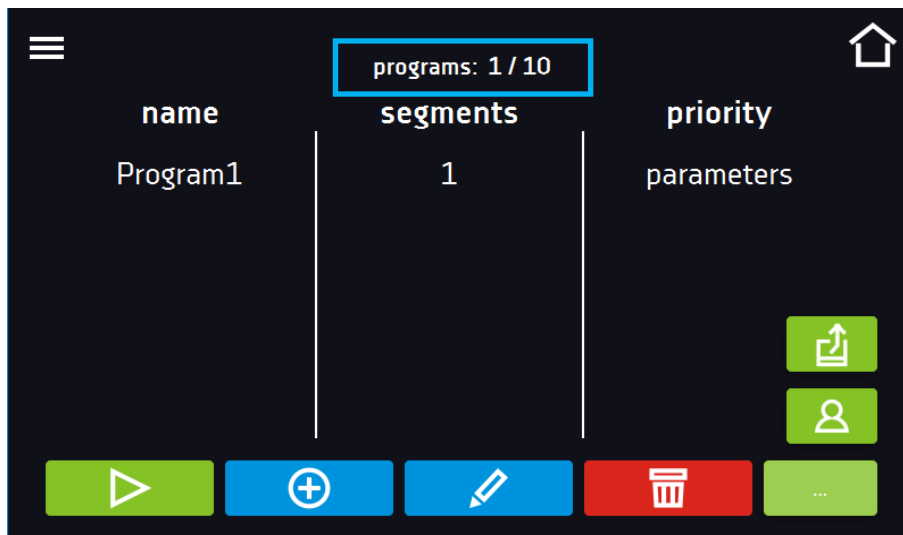 programs: 1 / 10
name segments priority
Program1 1 parameters
...